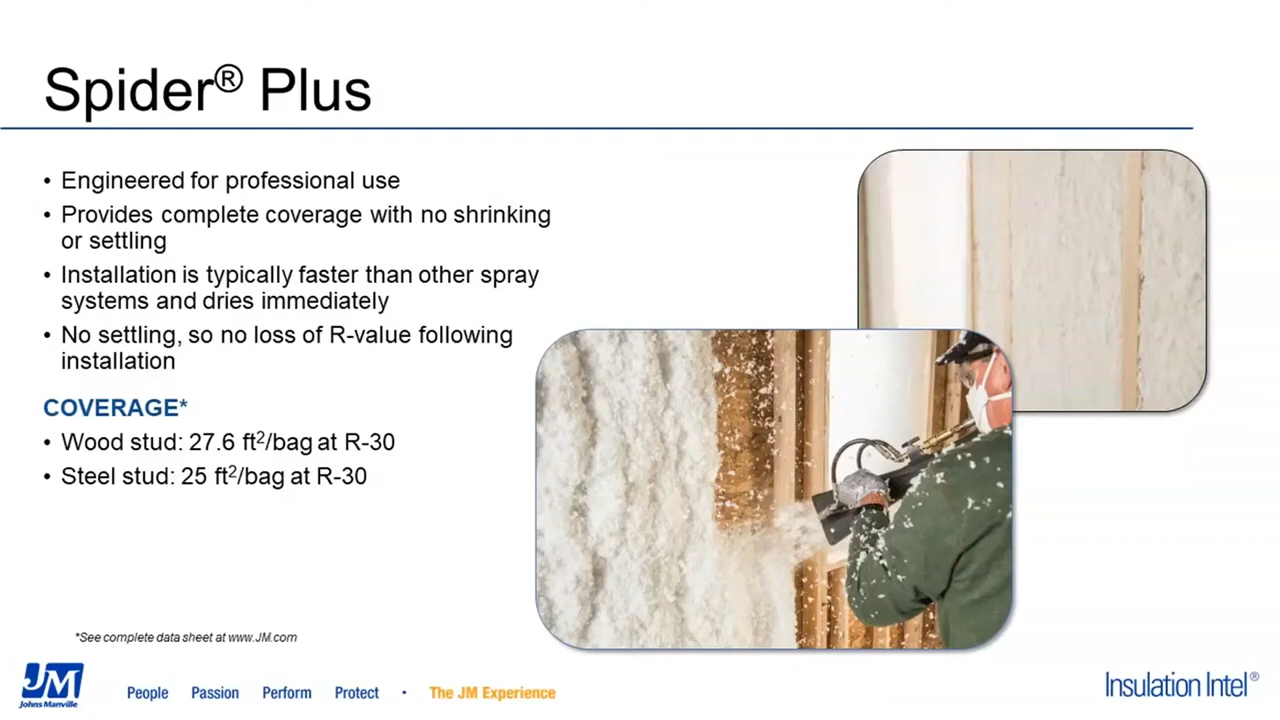 Spider® Plus
• Engineered for professional use
• Provides complete coverage with no shrinking
or settling
• Installation is typically faster than other spray
systems and dries immediately
• No settling, so no loss of R-value following
installation
COVERAGE*
• Wood stud: 27.6 ft²/bag at R-30
• Steel stud: 25 ft²/bag at R-30
*See complete data sheet at www.JM.com
JM
Johns Manville
People Passion Perform Protect • The JM Experience
Insulation Intel®